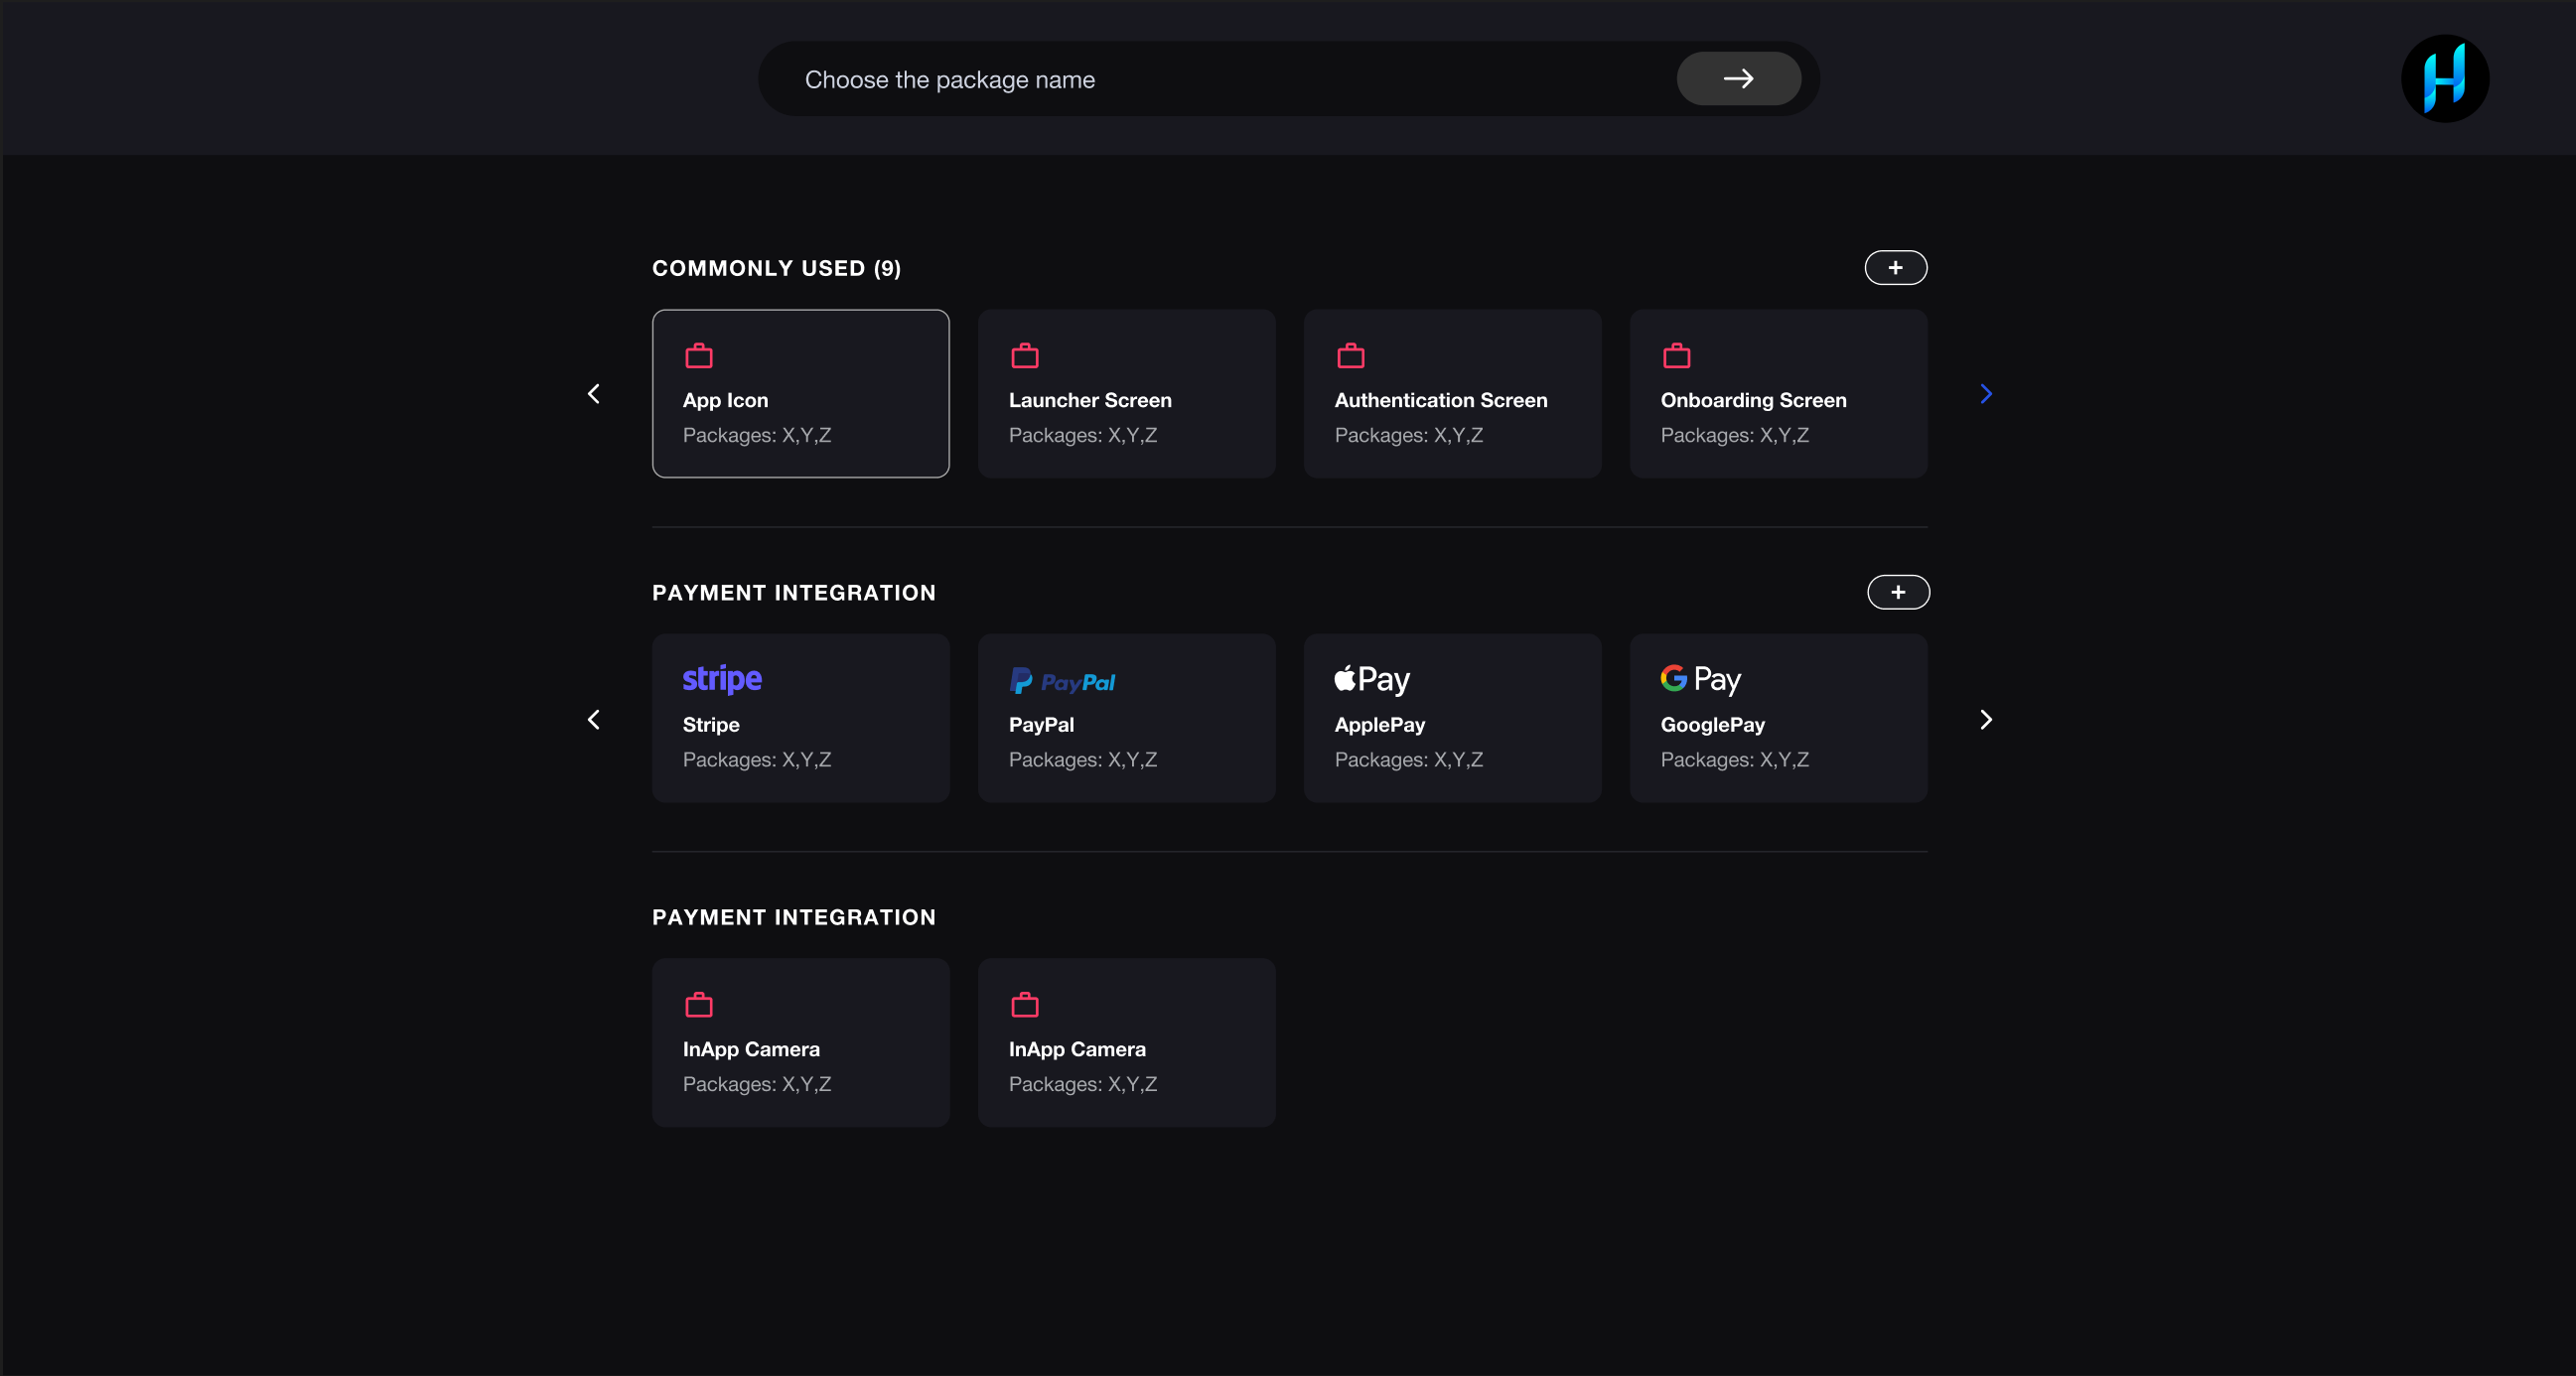 Choose the package name
COMMONLY USED (9)
+
App Icon
Packages: X,Y,Z
Launcher Screen
Packages: X,Y,Z
Authentication Screen
Packages: X,Y,Z
Onboarding Screen
Packages: X,Y,Z
PAYMENT INTEGRATION
+
stripe
Stripe
Packages: X,Y,Z
PayPal
PayPal
Packages: X,Y,Z
Pay
ApplePay
Packages: X,Y,Z
G Pay
GooglePay
Packages: X,Y,Z
PAYMENT INTEGRATION
InApp Camera
Packages: X,Y,Z
InApp Camera
Packages: X,Y,Z